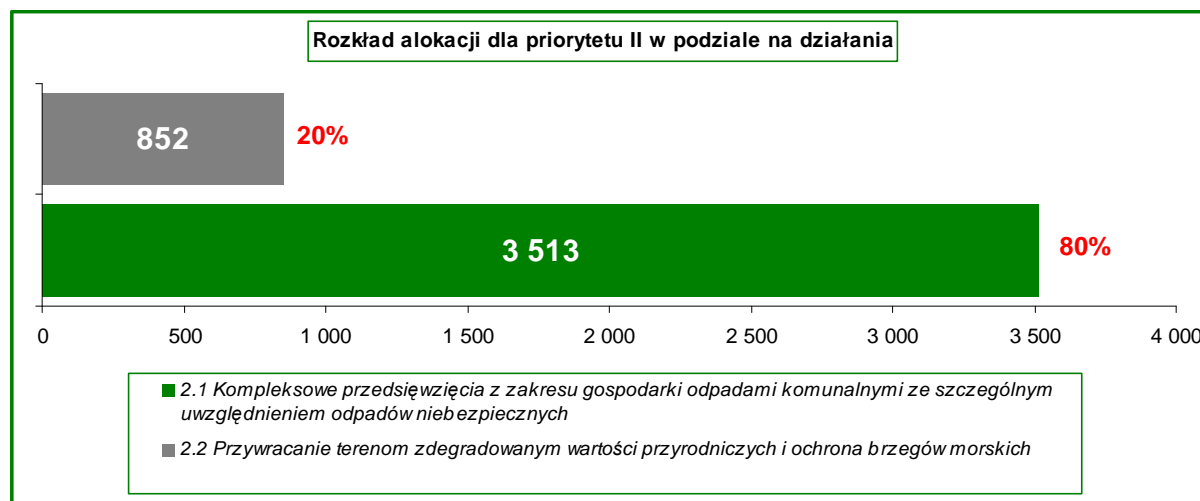 Rozkład alokacji dla priorytetu II w podziale na działania
852
20%
3 513
80%
0 500 1 000 1 500 2 000 2 500 3 000 3 500 4 000
2.1 Kompleksowe przedsięwzięcia z zakresu gospodarki odpadami komunalnymi ze szczególnym
uwzględnieniem odpadów niebezpiecznych
2.2 Przywracanie terenom zdegradowanym wartości przyrodniczych i ochrona brzegów morskich